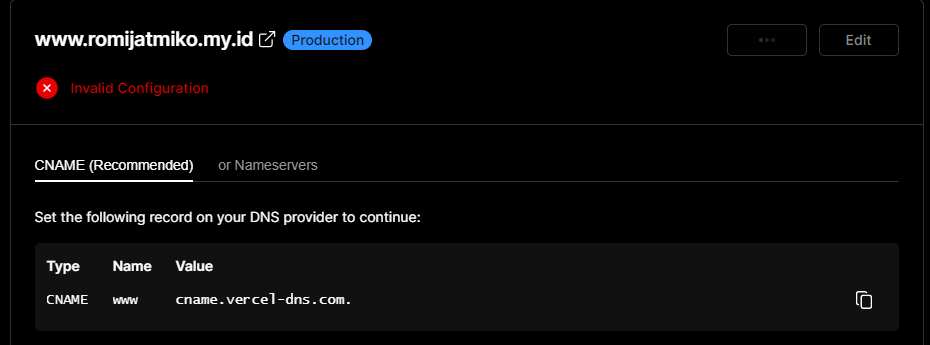 www.romijatmiko.my.id Production ••• Edit
Invalid Configuration
CNAME (Recommended) or Nameservers
Set the following record on your DNS provider to continue:
Type Name Value
CNAME www cname.vercel-dns.com.